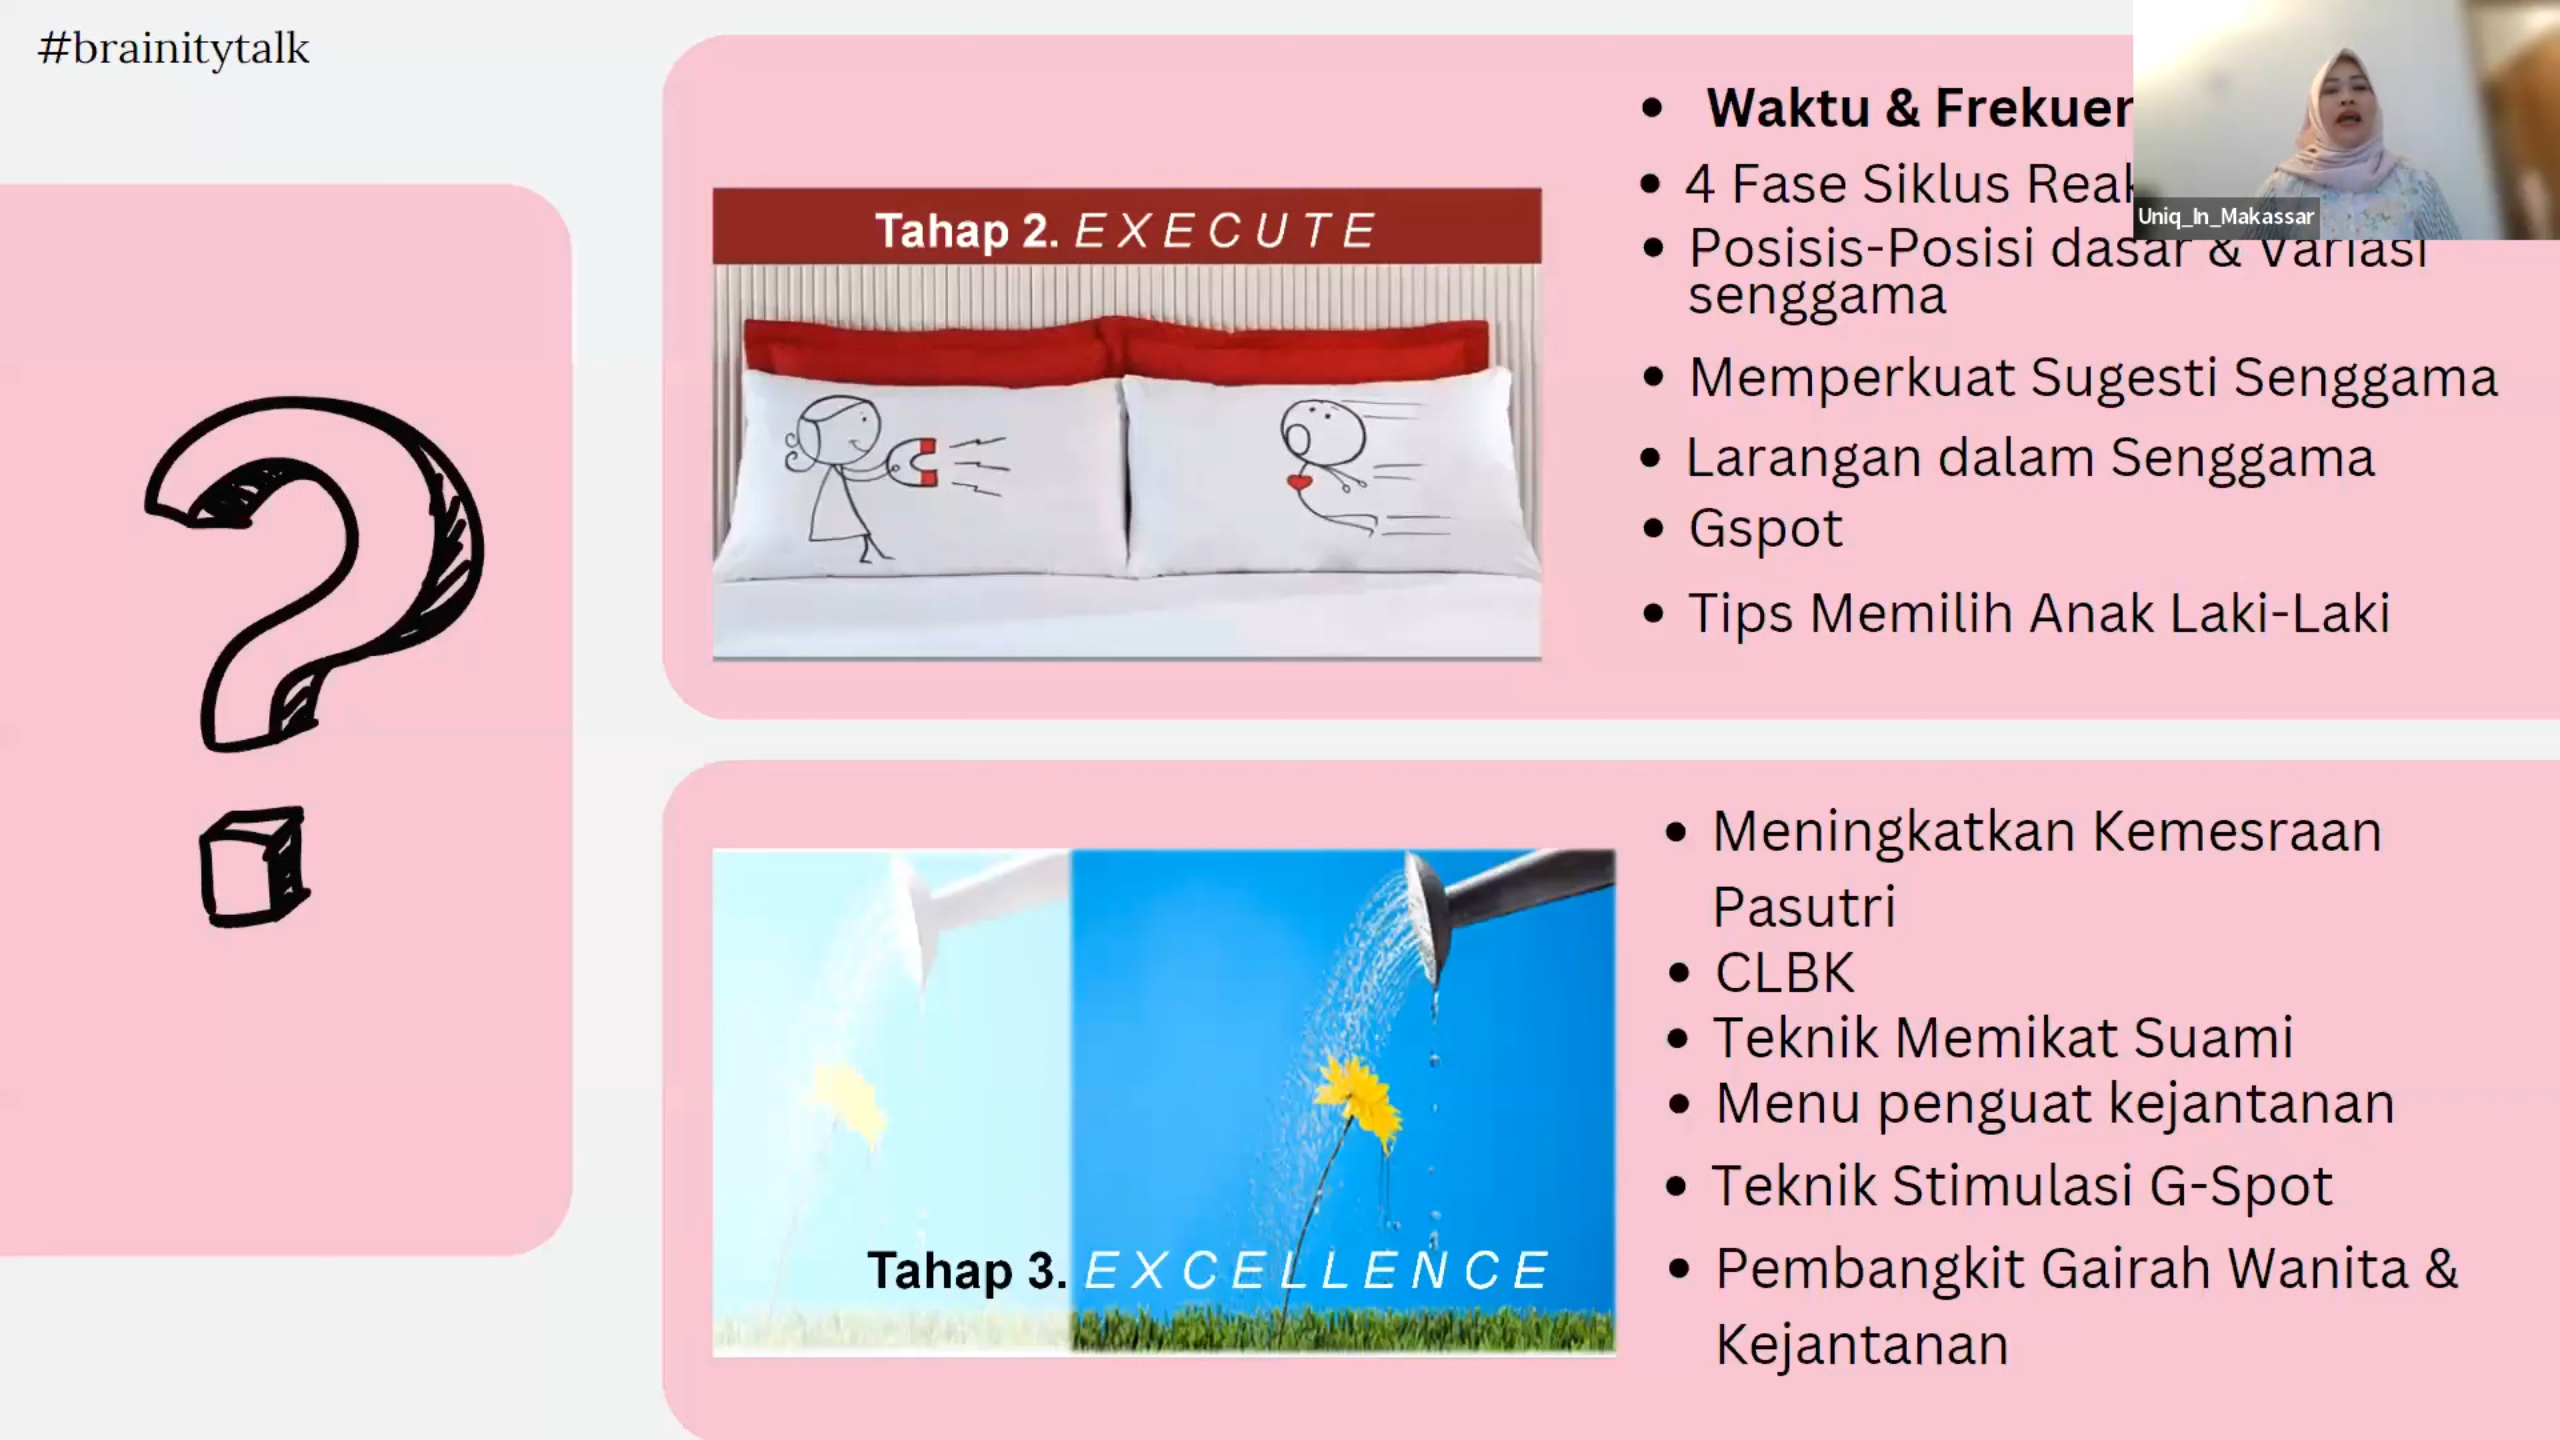 #brainitytalk
Tahap 2. EXECUTE
• Waktu &
• 4 Fase Siklus
• Posisis-Posisi dasar & Variasi
senggama
• Memperkuat Sugesti Senggama
• Larangan dalam Senggama
• Gspot
• Tips Memilih Anak Laki-Laki
Uniq_In_Makassar
Tahap 3. EXCELLENCE
• Meningkatkan Kemesraan
Pasutri
• CLBK
• Teknik Memikat Suami
• Menu penguat kejantanan
• Teknik Stimulasi G-Spot
• Pembangkit Gairah Wanita &
Kejantanan